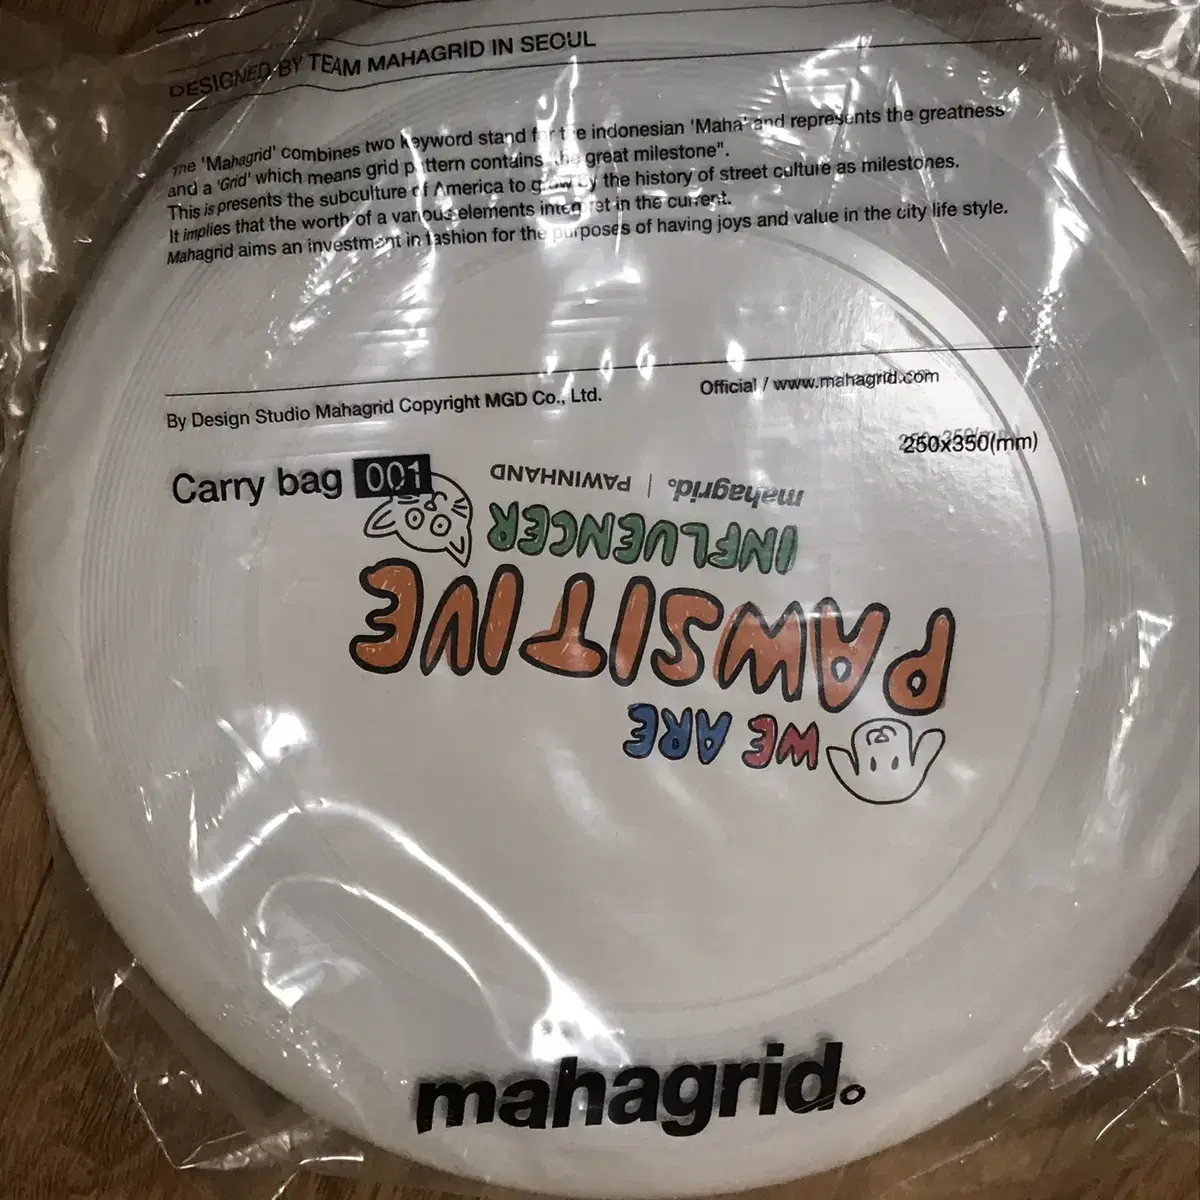 DESIGNED BY TEAM MAHAGRID IN SEOUL
The 'Mahagrid' combines two keyword stand for the indonesian 'Maha' and represents the greatness
and a 'Grid' which means grid pattern contains "the great milestone".
This is presents the subculture of America to grow by the history of street culture as milestones.
It implies that the worth of a various elements interpret in the current.
Mahagrid aims an investment in fashion for the purposes of having joys and value in the city life style.
By Design Studio Mahagrid Copyright MGD Co., Ltd.
Official / www.mahagrid.com
250x350(mm)
Carry bag 001
WE ARE
PAWSITIVE
INFLUENCER
mahagrid. | PAWINHAND
mahagrid.